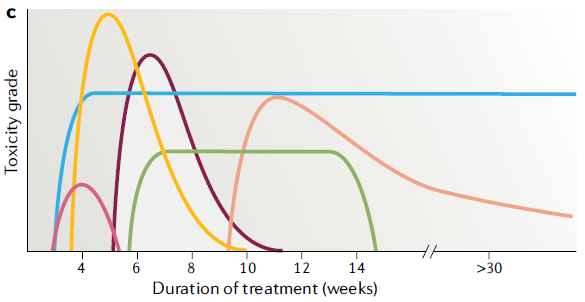 c
Toxicity grade
4 6 8 10 12 14 >30
Duration of treatment (weeks)